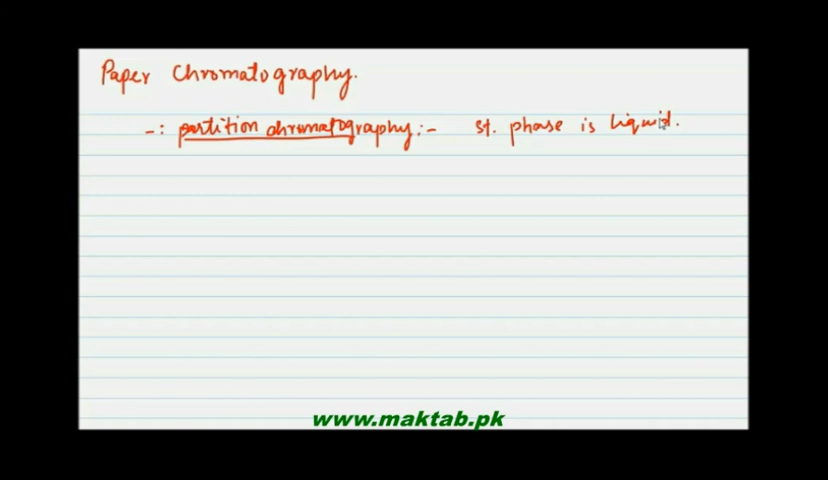 Paper Chromatography.
-: partition chromatography:- st. phase is liquid.
www.maktab.pk